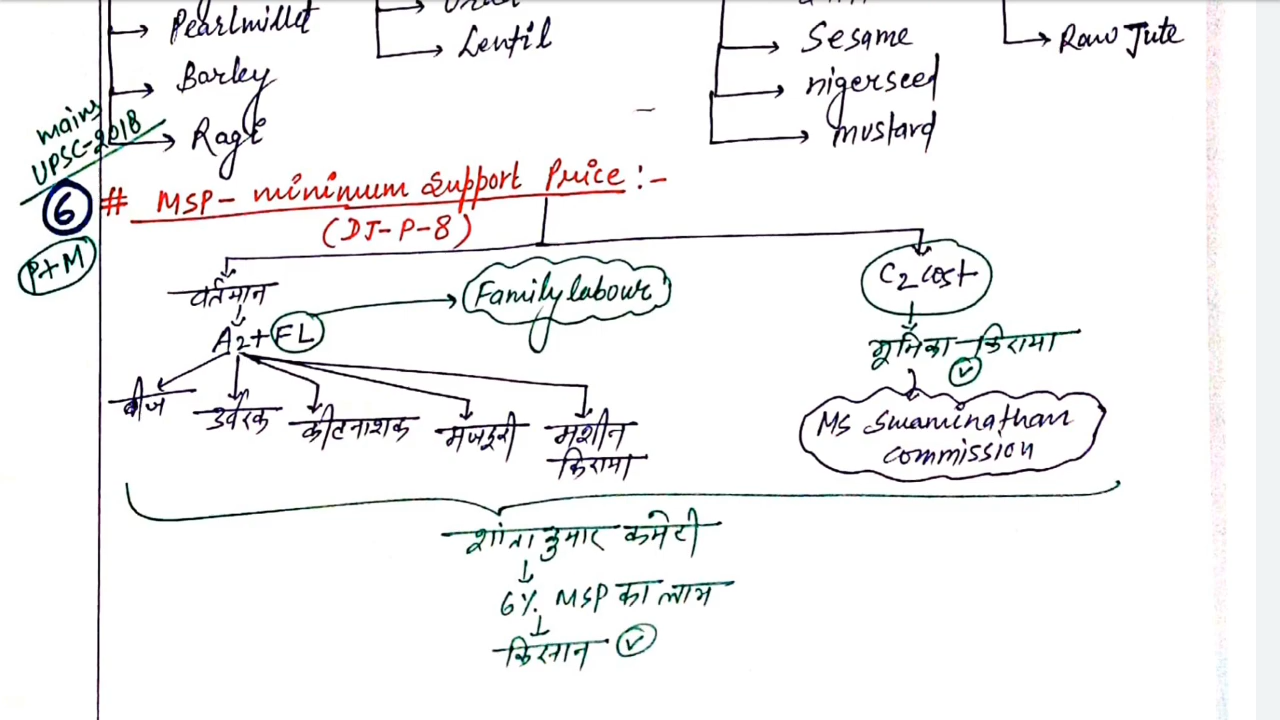 Pearlmillet
Lentil
Sesame
Raw Jute
Barley
nigerseed
Ragi
mustard
mains
UPSC-2018
6 # MSP- minimum Support Price :-
(DJ-P-8)
P+M
वर्तमान
Family labour
C2 cost
A2+ FL
भूमिका किराया
बीज
उर्वरक
कीटनाशक
मजदूरी
मशीन
किराया
MS Swaminathan
commission
शांता कुमार कमेटी
6% MSP का लाभ
किसान